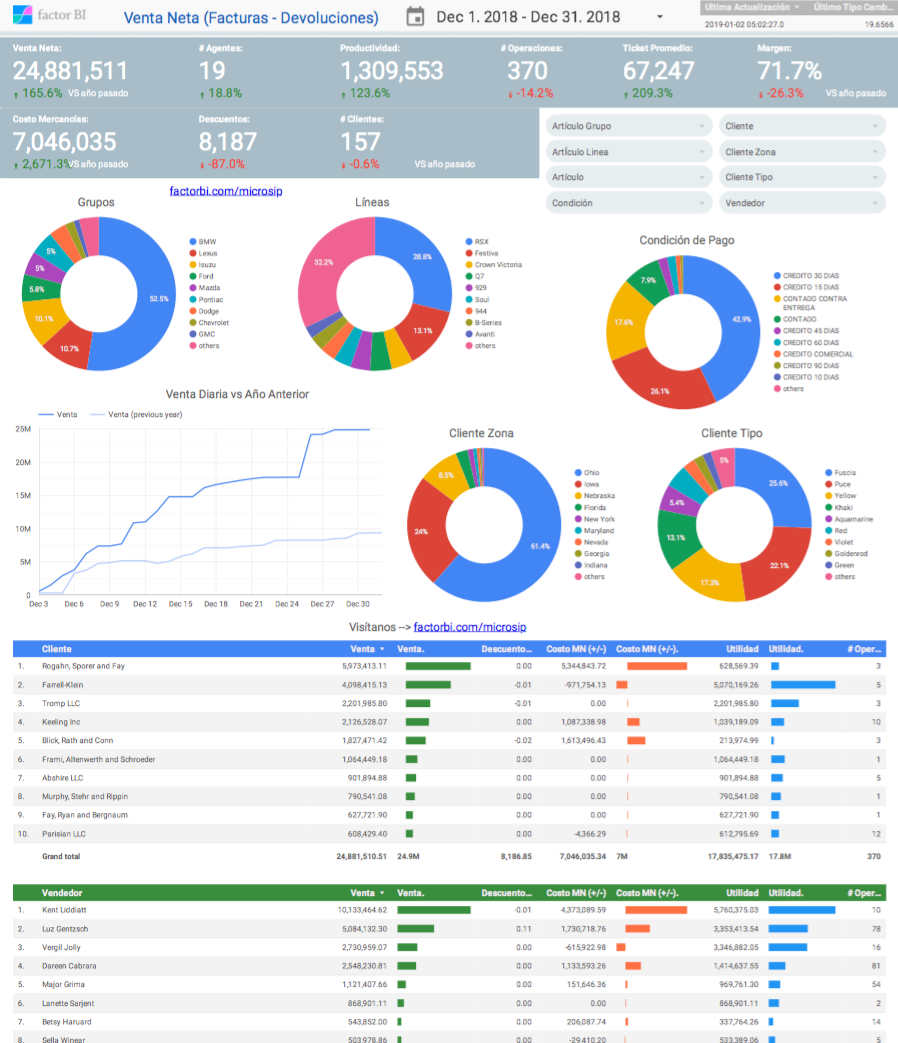 factor BI
Venta Neta (Facturas - Devoluciones)
Dec 1, 2018 - Dec 31, 2018
Ultima Actualización
Último Tipo Camb...
2019-01-02 05:02:27.0
19.6566
Venta Neta: # Agentes: Productividad: # Operaciones: Ticket Promedio: Margen:
24,881,511 19 1,309,553 370 67,247 71.7%
165.6% VS año pasado 18.8% 123.6% -14.2% 209.3% -26.3% VS año pasado
Costo Mercancías: Descuentos: # Clientes:
7,046,035 8,187 157
2,671.3% VS año pasado -87.0% -0.6% VS año pasado
Artículo Grupo Cliente
Artículo Linea Cliente Zona
Artículo Cliente Tipo
Condición Vendedor
factorbi.com/microsip
Grupos
52.5%
10.7%
10.1%
5.8%
5%
5%
BMW
Lexus
Isuzu
Ford
Mazda
Pontiac
Dodge
Chevrolet
GMC
others
Líneas
28.8%
13.1%
32.2%
RSX
Festiva
Crown Victoria
Q7
929
Soul
944
B-Series
Avanti
others
Condición de Pago
42.9%
26.1%
17.6%
7.9%
CREDITO 30 DIAS
CREDITO 15 DIAS
CONTADO CONTRA
ENTREGA
CONTADO
CREDITO 45 DIAS
CREDITO 60 DIAS
CREDITO COMERCIAL
CREDITO 90 DIAS
CREDITO 10 DIAS
others
Venta Diaria vs Año Anterior
Venta Venta (previous year)
25M
20M
15M
10M
5M
0
Dec 3 Dec 6 Dec 9 Dec 12 Dec 15 Dec 18 Dec 21 Dec 24 Dec 27 Dec 30
Cliente Zona
61.4%
24%
8.5%
Ohio
Iowa
Nebraska
Florida
New York
Maryland
Nevada
Georgia
Indiana
others
Cliente Tipo
25.6%
22.1%
17.3%
13.1%
5.4%
5%
Fuscia
Puce
Yellow
Khaki
Aquamarine
Red
Violet
Goldenrod
Green
others
Visítanos --> factorbi.com/microsip
Cliente Venta Venta. Descuento... Costo MN (+/-) Costo MN (+/-). Utilidad Utilidad. # Oper...
1. Rogahn, Sporer and Fay 5,973,413.11 0.00 5,344,843.72 628,569.39 3
2. Farrell-Klein 4,098,415.13 -0.01 -971,754.13 5,070,169.26 5
3. Tromp LLC 2,201,985.80 -0.01 0.00 2,201,985.80 3
4. Keeling Inc 2,126,528.07 0.00 1,087,338.98 1,039,189.09 10
5. Blick, Rath and Conn 1,827,471.42 -0.02 1,613,496.43 213,974.99 3
6. Frami, Altenwerth and Schroeder 1,064,449.18 0.00 0.00 1,064,449.18 1
7. Abshire LLC 901,894.88 0.00 0.00 901,894.88 5
8. Murphy, Stehr and Rippin 790,541.08 0.00 0.00 790,541.08 1
9. Fay, Ryan and Bergnaum 627,721.90 0.00 0.00 627,721.90 1
10. Parisian LLC 608,429.40 0.00 -4,366.29 612,795.69 12
Grand total 24,881,510.51 24.9M 8,186.85 7,046,035.34 7M 17,835,475.17 17.8M 370
Vendedor Venta Venta. Descuento... Costo MN (+/-) Costo MN (+/-). Utilidad Utilidad. # Oper...
1. Kent Liddiatt 10,133,464.62 -0.01 4,373,089.59 5,760,375.03 10
2. Luz Gentzsch 5,084,132.30 0.11 1,730,718.76 3,353,413.54 78
3. Vergil Jolly 2,730,959.07 0.00 -615,922.98 3,346,882.05 16
4. Dareen Cabrara 2,548,230.81 0.00 1,133,593.26 1,414,637.55 81
5. Major Grima 1,121,407.66 0.00 151,646.36 969,761.30 54
6. Lanette Sarjent 868,901.11 0.00 0.00 868,901.11 2
7. Betsy Haruard 543,852.00 0.00 206,087.74 337,764.26 14
8. Sella Winear 503,978.86 0.00 -29,410.20 533,389.06 5